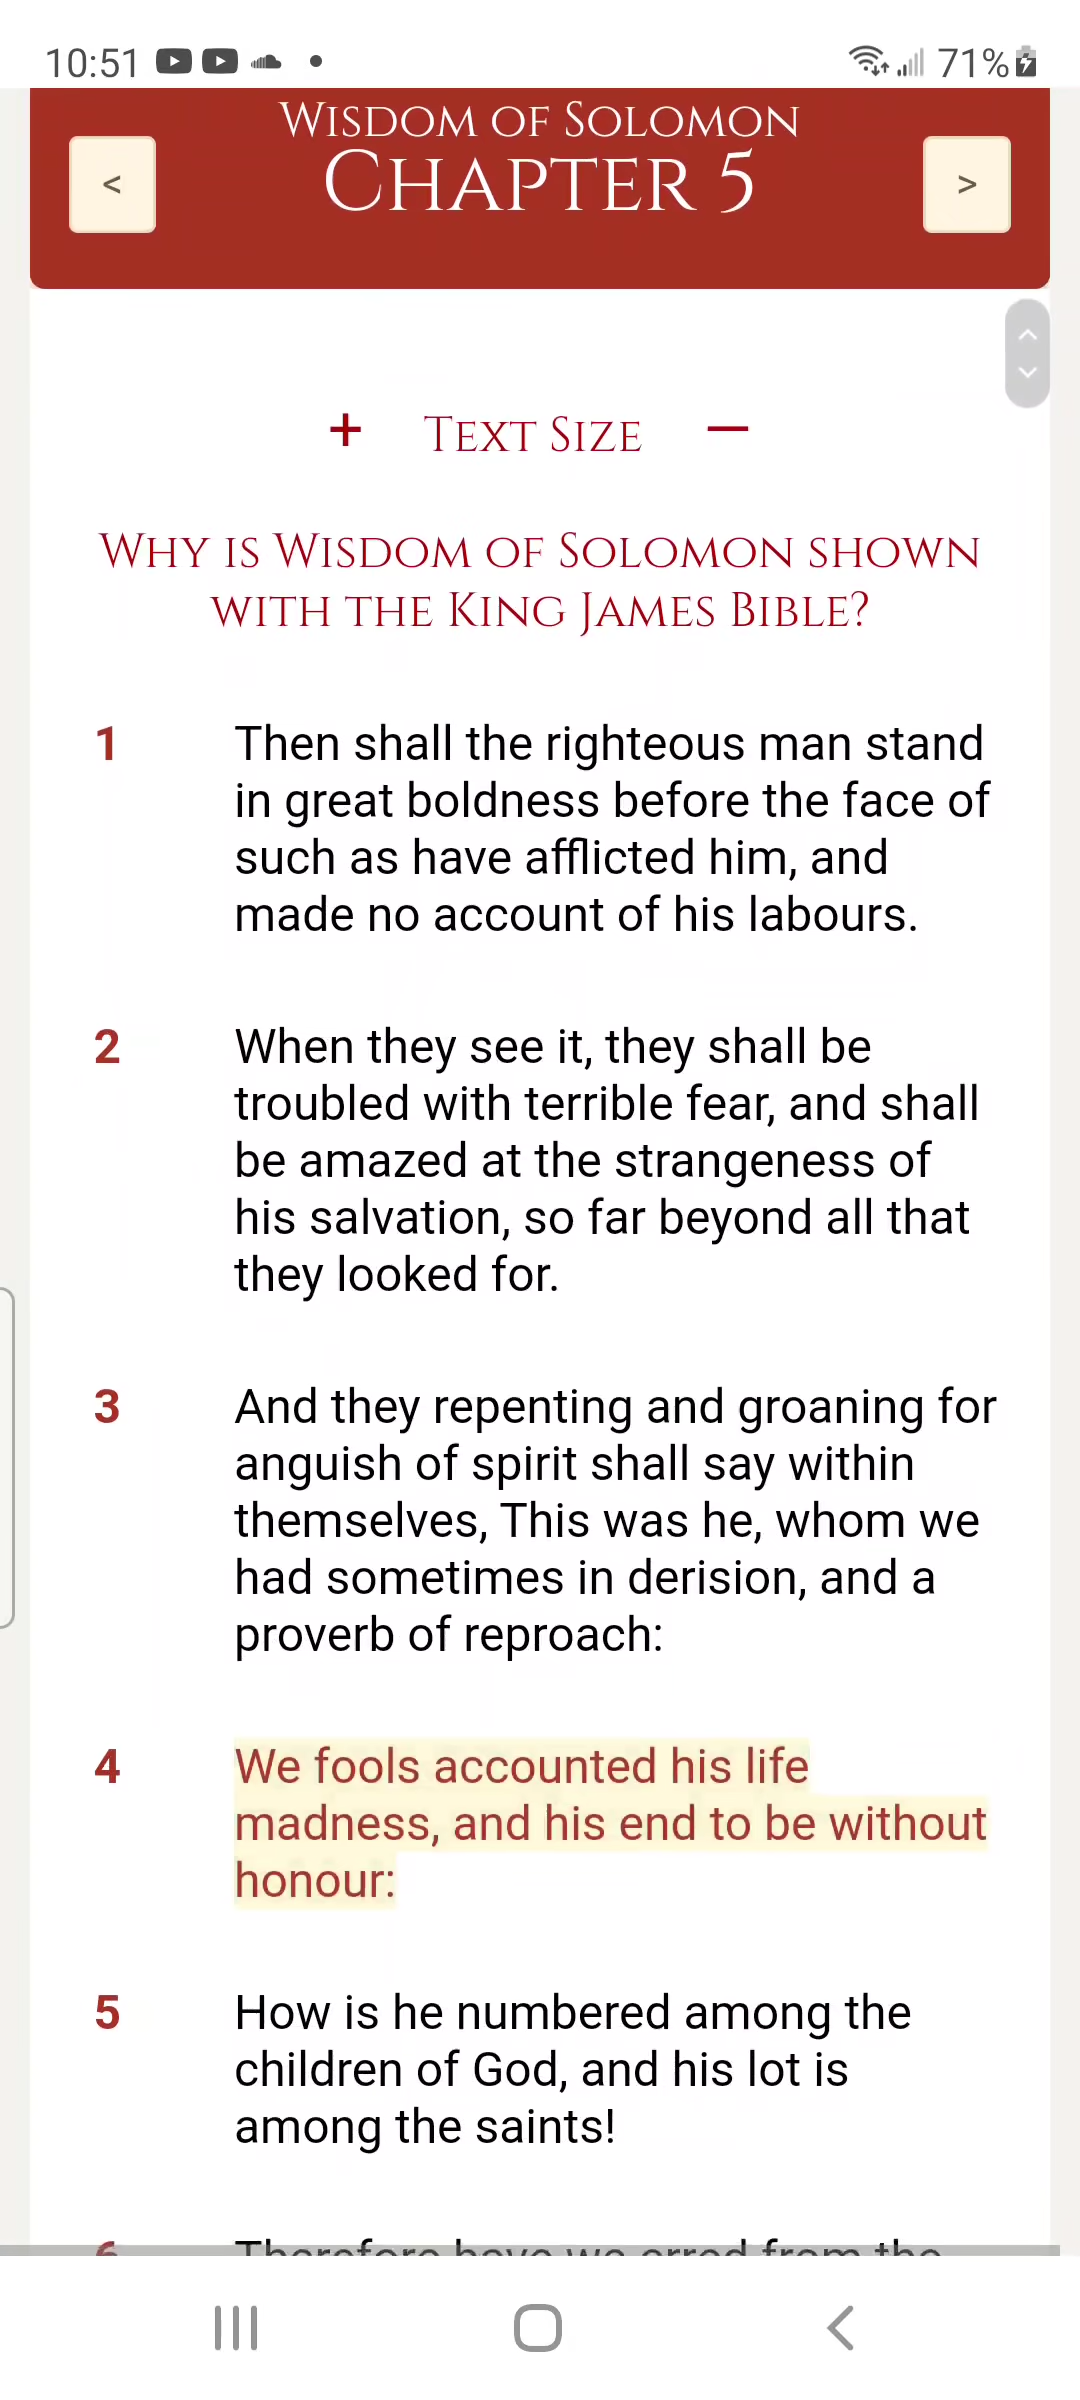 10:51
71%
Wisdom of Solomon
Chapter 5
<
>
+ Text Size —
Why is Wisdom of Solomon shown
with the King James Bible?
1 Then shall the righteous man stand
in great boldness before the face of
such as have afflicted him, and
made no account of his labours.
2 When they see it, they shall be
troubled with terrible fear, and shall
be amazed at the strangeness of
his salvation, so far beyond all that
they looked for.
3 And they repenting and groaning for
anguish of spirit shall say within
themselves, This was he, whom we
had sometimes in derision, and a
proverb of reproach:
4 We fools accounted his life
madness, and his end to be without
honour:
5 How is he numbered among the
children of God, and his lot is
among the saints!
6 Therefore have we erred from the